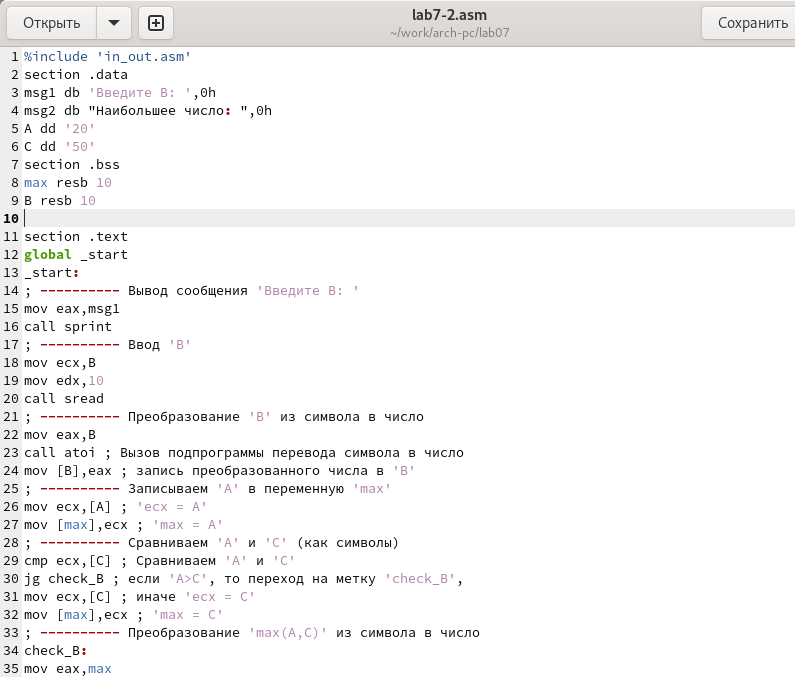 Открыть
lab7-2.asm
~/work/arch-pc/lab07
Сохранить
1 %include 'in_out.asm'
2 section .data
3 msg1 db 'Введите B: ',0h
4 msg2 db "Наибольшее число: ",0h
5 A dd '20'
6 C dd '50'
7 section .bss
8 max resb 10
9 B resb 10
10
11 section .text
12 global _start
13 _start:
14 ; ---------- Вывод сообщения 'Введите B: '
15 mov eax,msg1
16 call sprint
17 ; ---------- Ввод 'B'
18 mov ecx,B
19 mov edx,10
20 call sread
21 ; ---------- Преобразование 'B' из символа в число
22 mov eax,B
23 call atoi ; Вызов подпрограммы перевода символа в число
24 mov [B],eax ; запись преобразованного числа в 'B'
25 ; ---------- Записываем 'A' в переменную 'max'
26 mov ecx,[A] ; 'ecx = A'
27 mov [max],ecx ; 'max = A'
28 ; ---------- Сравниваем 'A' и 'C' (как символы)
29 cmp ecx,[C] ; Сравниваем 'A' и 'C'
30 jg check_B ; если 'A>C', то переход на метку 'check_B',
31 mov ecx,[C] ; иначе 'ecx = C'
32 mov [max],ecx ; 'max = C'
33 ; ---------- Преобразование 'max(A,C)' из символа в число
34 check_B:
35 mov eax,max